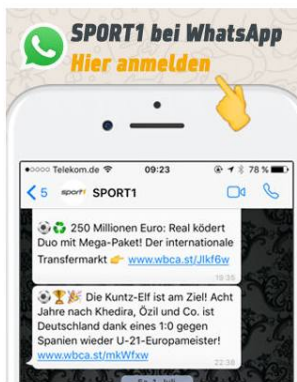 SPORT1 bei WhatsApp
Hier anmelden
Telekom.de 09:23 78 %
5 sport1 SPORT1
250 Millionen Euro: Real ködert
Duo mit Mega-Paket! Der internationale
Transfermarkt www.wbca.st/Jlkf6w
19:35
Die Kuntz-Elf ist am Ziel! Acht
Jahre nach Khedira, Özil und Co. ist
Deutschland dank eines 1:0 gegen
Spanien wieder U-21-Europameister!
www.wbca.st/mkWfxw
22:38